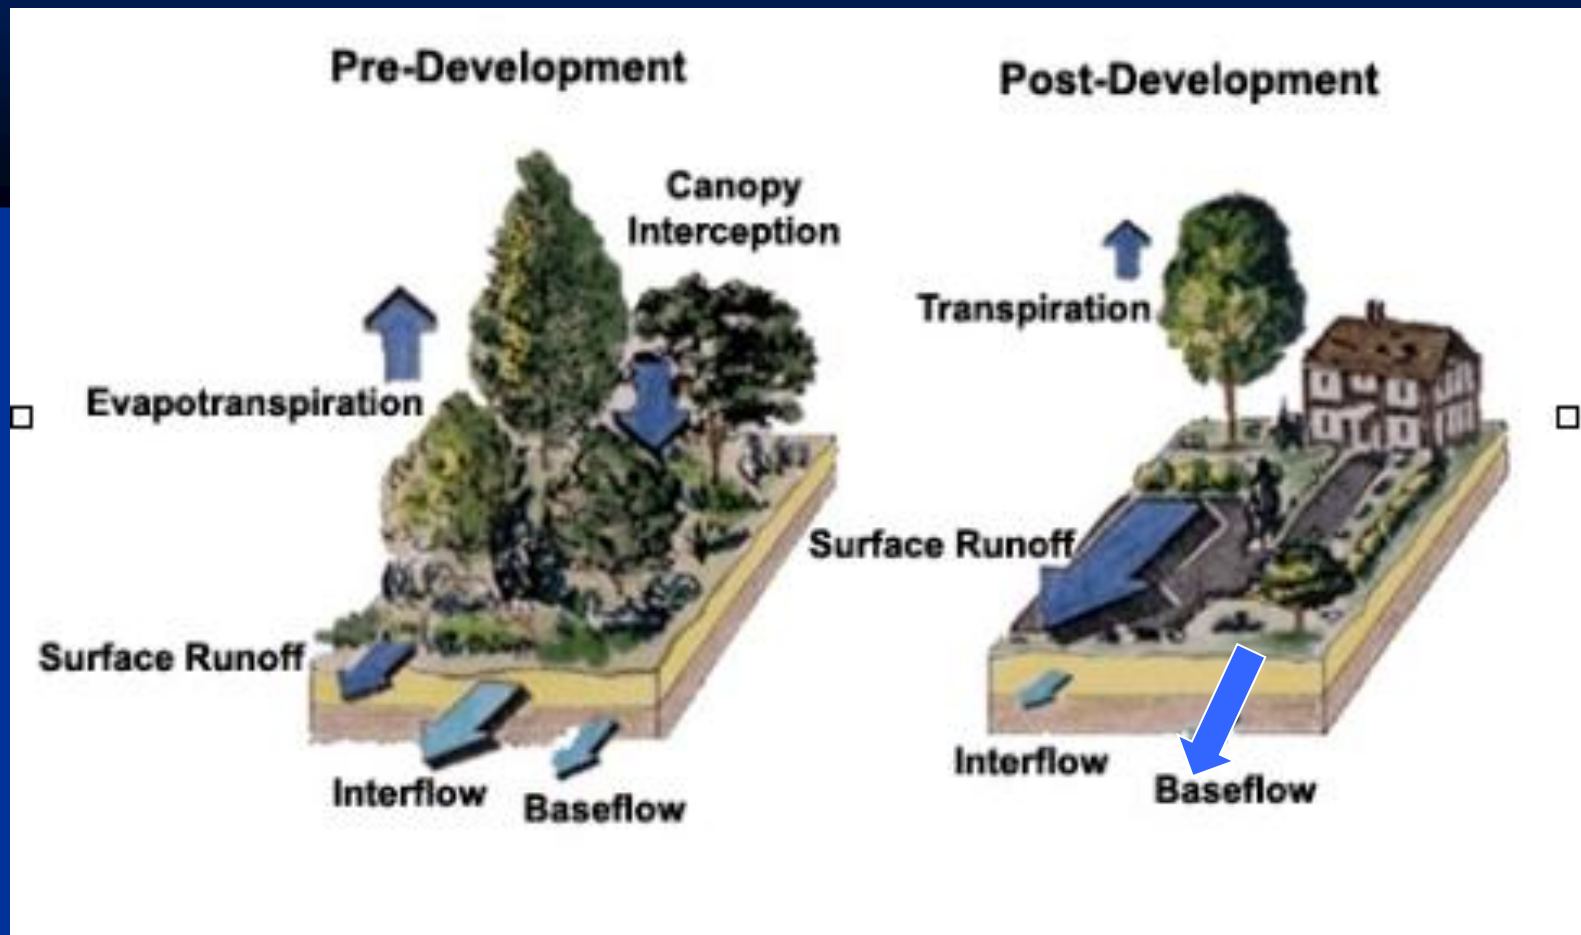 Pre-Development
Canopy
Interception
Evapotranspiration
Surface Runoff
Interflow
Baseflow
Post-Development
Transpiration
Surface Runoff
Interflow
Baseflow